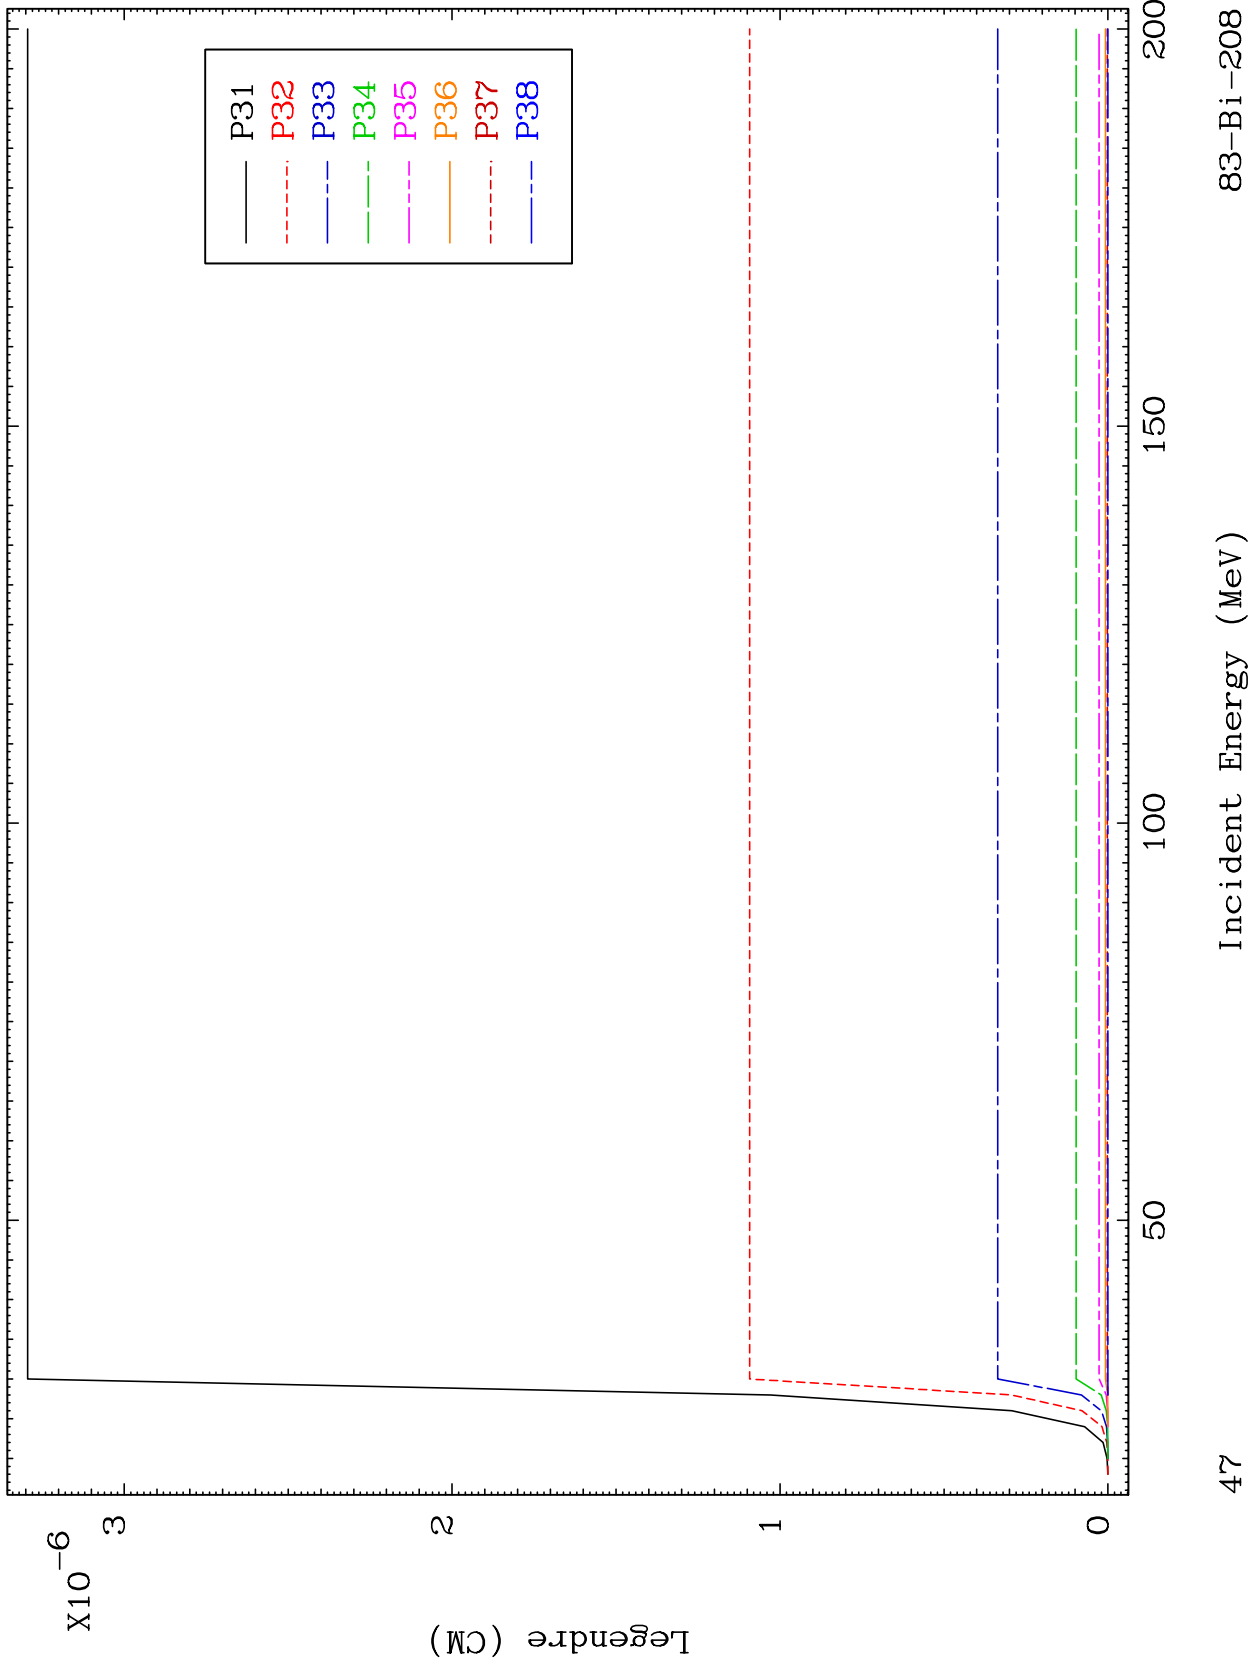 X10-6
3
2
1
0
Legendre (CM)
P31
P32
P33
P34
P35
P36
P37
P38
50
100
150
200
Incident Energy (MeV)
47
83-Bi-208